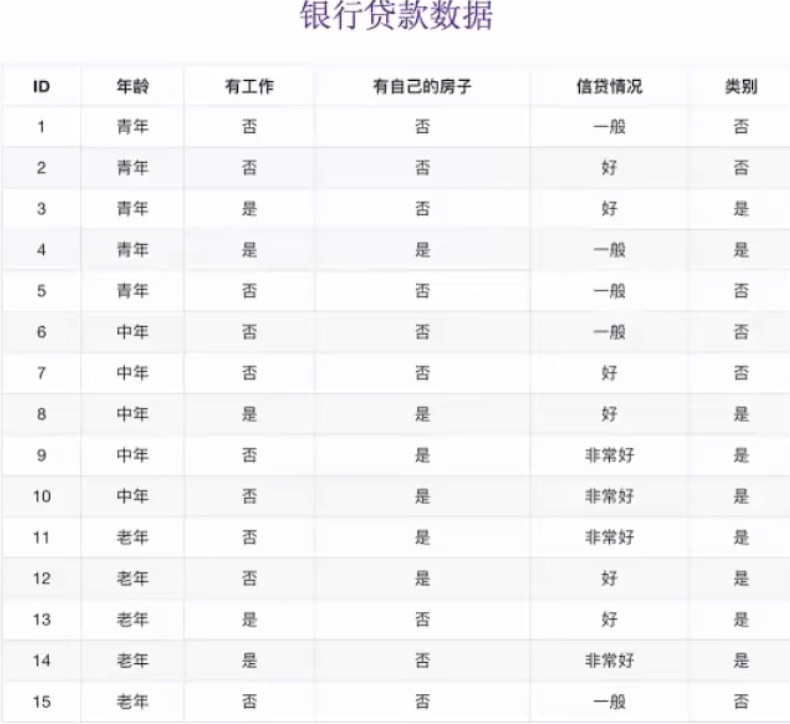 银行贷款数据
ID 年龄 有工作 有自己的房子 信贷情况 类别
1 青年 否 否 一般 否
2 青年 否 否 好 否
3 青年 是 否 好 是
4 青年 是 是 一般 是
5 青年 否 否 一般 否
6 中年 否 否 一般 否
7 中年 否 否 好 否
8 中年 是 是 好 是
9 中年 否 是 非常好 是
10 中年 否 是 非常好 是
11 老年 否 是 非常好 是
12 老年 否 是 好 是
13 老年 是 否 好 是
14 老年 是 否 非常好 是
15 老年 否 否 一般 否